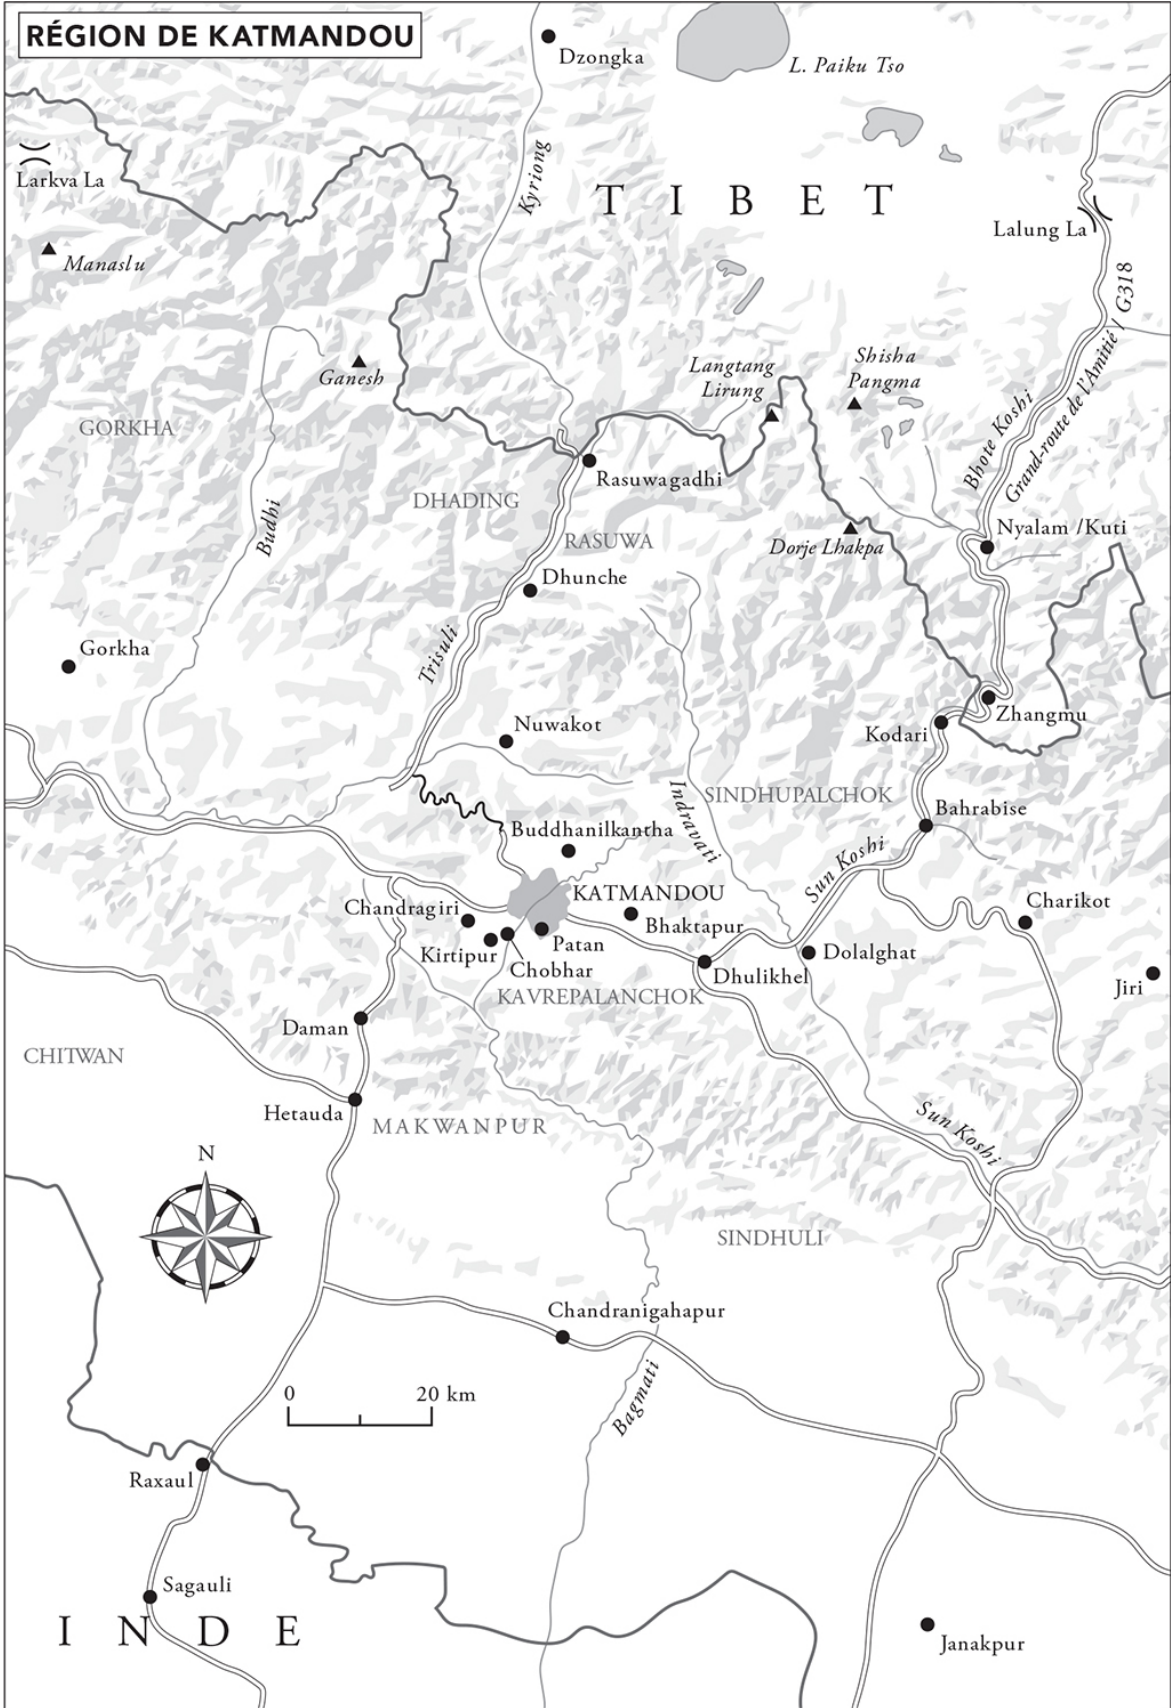 RÉGION DE KATMANDOU
Dzongka
L. Paiku Tso
Kyriong
Larkya La
TIBET
Lalung La
Manaslu
Grand-route de l'Amitié / G318
Ganesh
Langtang
Lirung
Shisha
Pangma
Bhote Koshi
GORKHA
Rasuwagadhi
DHADING
Budhi
RASUWA
Dorje Lhakpa
Nyalam /Kuti
Dhunche
Gorkha
Trisuli
Nuwakot
Zhangmu
Kodari
Indravati
SINDHUPALCHOK
Bahrabise
Buddhanilkantha
Sun Koshi
KATMANDOU
Chandragiri
Charikot
Bhaktapur
Patan
Kirtipur
Chobhar
Dolalghat
Dhulikhel
Jiri
KAVREPALANCHOK
Daman
CHITWAN
Hetauda
MAKWANPUR
Sun Koshi
N
SINDHULI
Chandranigahapur
0 20 km
Bagmati
Raxaul
Sagauli
INDE
Janakpur